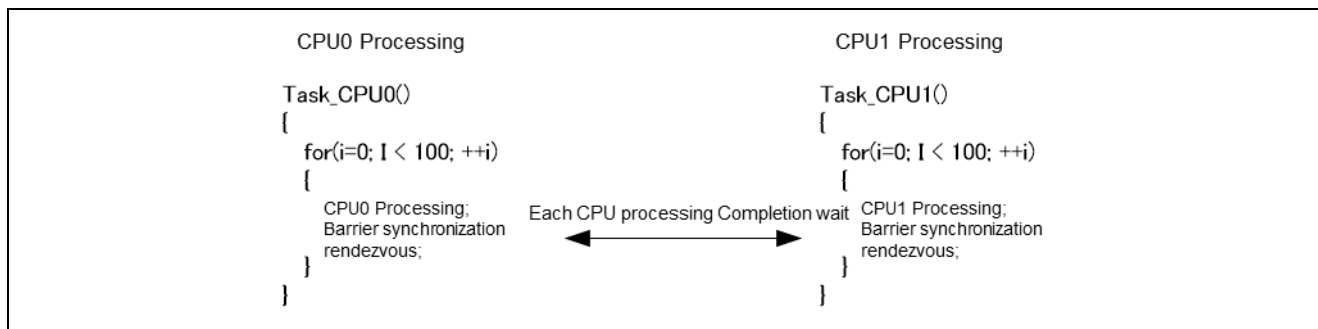 CPU0 Processing
Task_CPU0()
{
for(i=0; I < 100; ++i)
{
CPU0 Processing;
Barrier synchronization
rendezvous;
}
}
Each CPU processing Completion wait
CPU1 Processing
Task_CPU1()
{
for(i=0; I < 100; ++i)
{
CPU1 Processing;
Barrier synchronization
rendezvous;
}
}